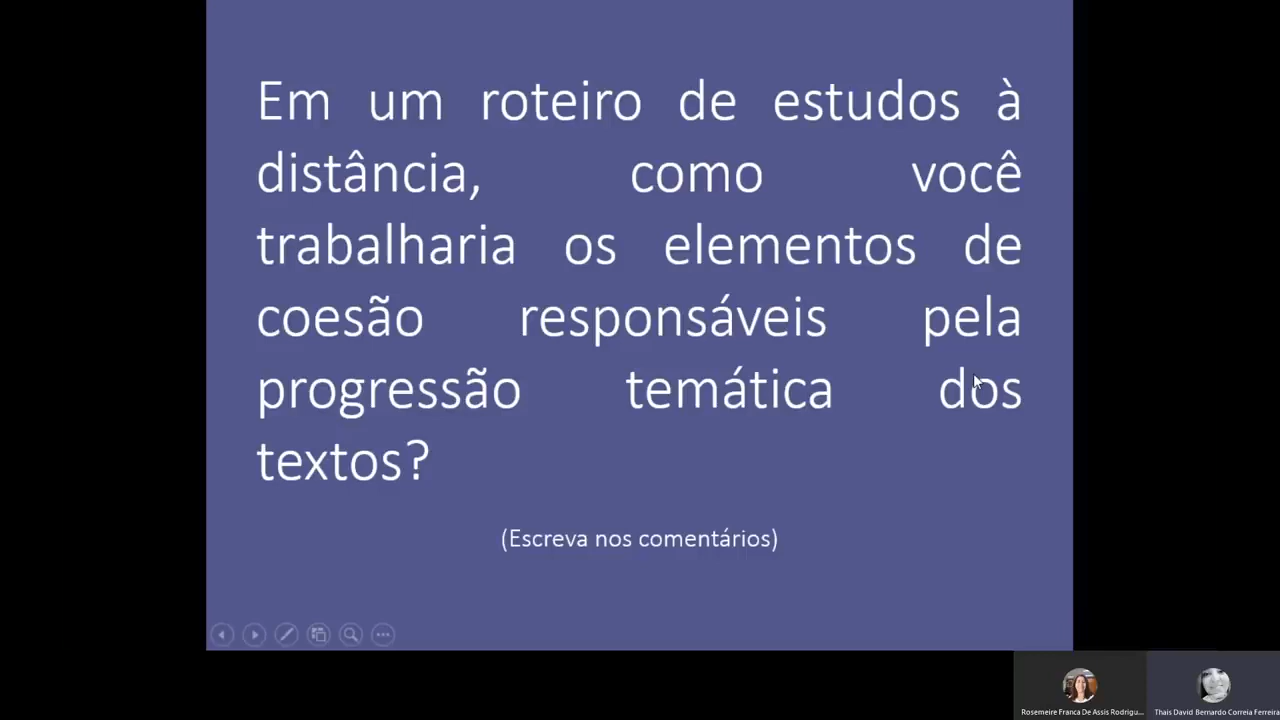 Em um roteiro de estudos à
distância, como você
trabalharia os elementos de
coesão responsáveis pela
progressão temática dos
textos?
(Escreva nos comentários)
Rosemeire Franca De Assis Rodrigu...
Thais David Bernardo Correia Ferreira